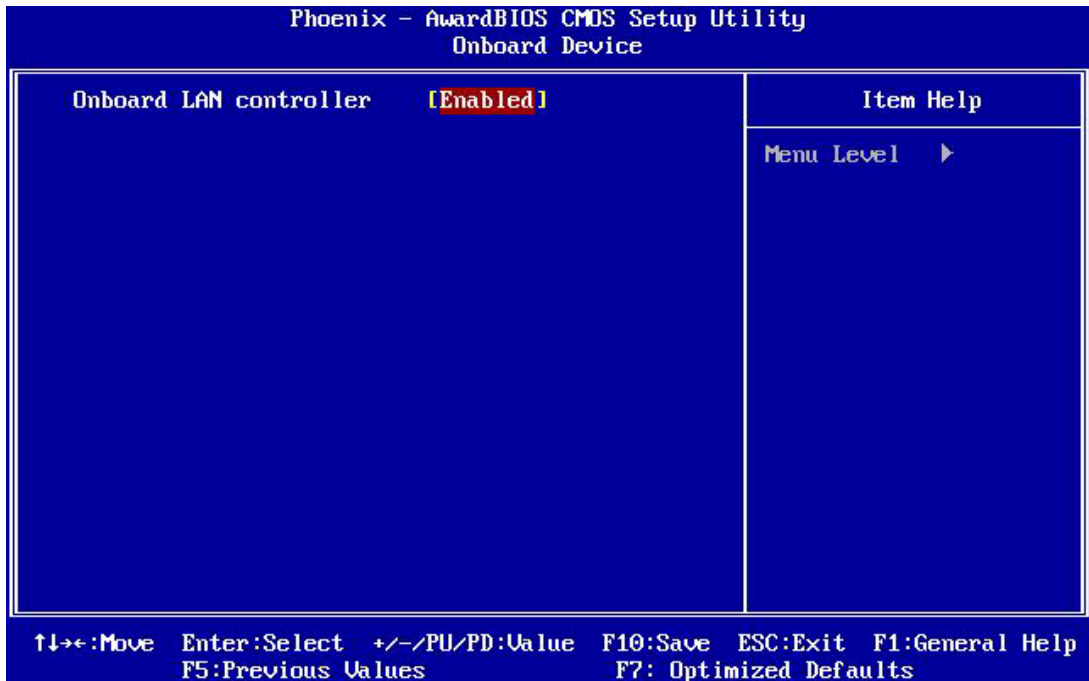 Phoenix - AwardBIOS CMOS Setup Utility
Onboard Device
Onboard LAN controller [Enabled]
Item Help
Menu Level ▶
↑↓→←:Move Enter:Select +/-/PU/PD:Value F10:Save ESC:Exit F1:General Help
F5:Previous Values F7: Optimized Defaults